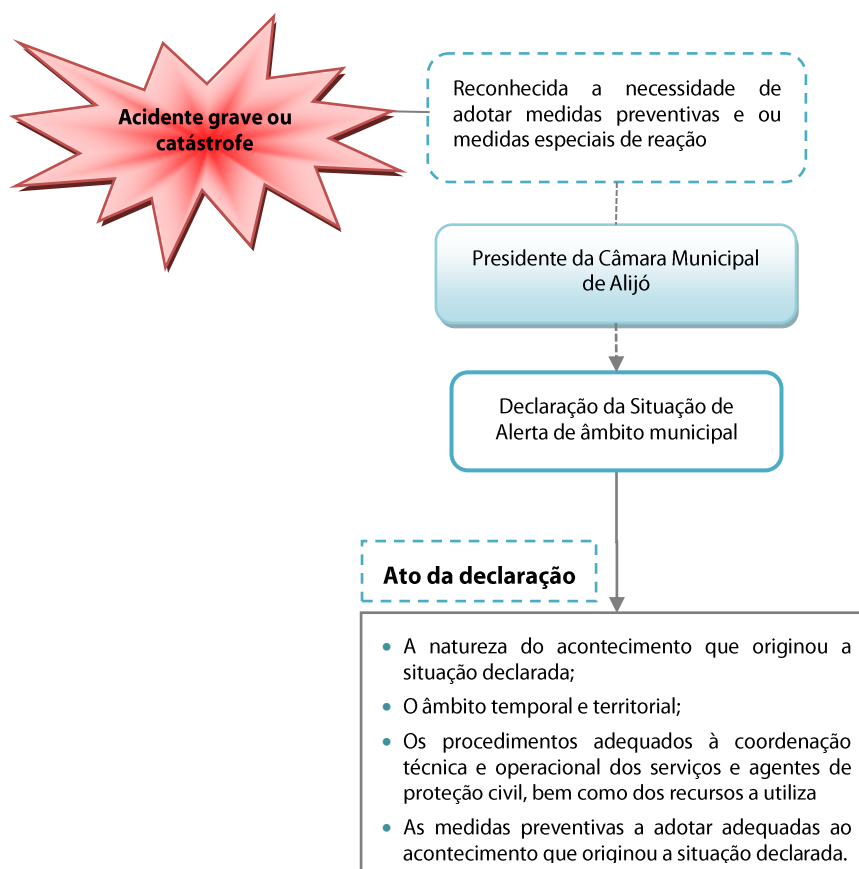 Acidente grave ou
catástrofe
Reconhecida a necessidade de
adotar medidas preventivas e ou
medidas especiais de reação
Presidente da Câmara Municipal
de Alijó
Declaração da Situação de
Alerta de âmbito municipal
Ato da declaração
• A natureza do acontecimento que originou a
situação declarada;
• O âmbito temporal e territorial;
• Os procedimentos adequados à coordenação
técnica e operacional dos serviços e agentes de
proteção civil, bem como dos recursos a utiliza
• As medidas preventivas a adotar adequadas ao
acontecimento que originou a situação declarada.